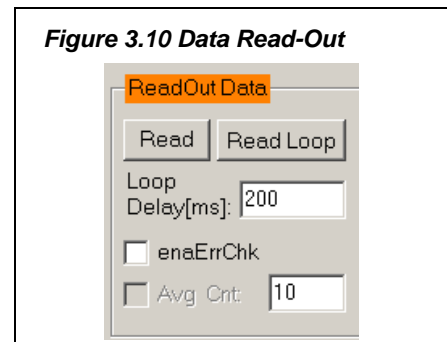 Figure 3.10 Data Read-Out
ReadOut Data
Read Read Loop
Loop
Delay[ms]: 200
enaErrChk
Avg Cnt: 10